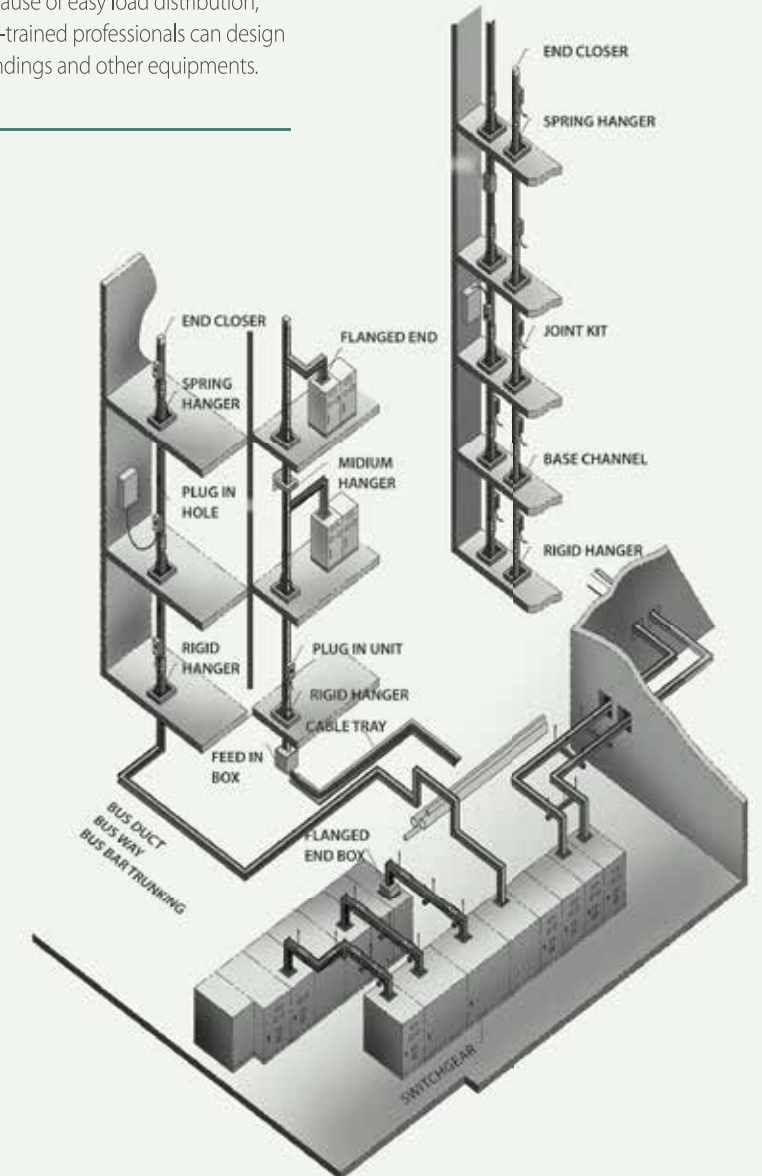 ause of easy load distribution,
-trained professionals can design
ndings and other equipments.
END CLOSER
SPRING HANGER
JOINT KIT
BASE CHANNEL
RIGID HANGER
END CLOSER
SPRING
HANGER
PLUG IN
HOLE
RIGID
HANGER
FLANGED END
MIDIUM
HANGER
PLUG IN UNIT
RIGID HANGER
CABLE TRAY
FEED IN
BOX
BUS DUCT
BUS WAY
BUS BAR TRUNKING
FLANGED
END BOX
SWITCHGEAR